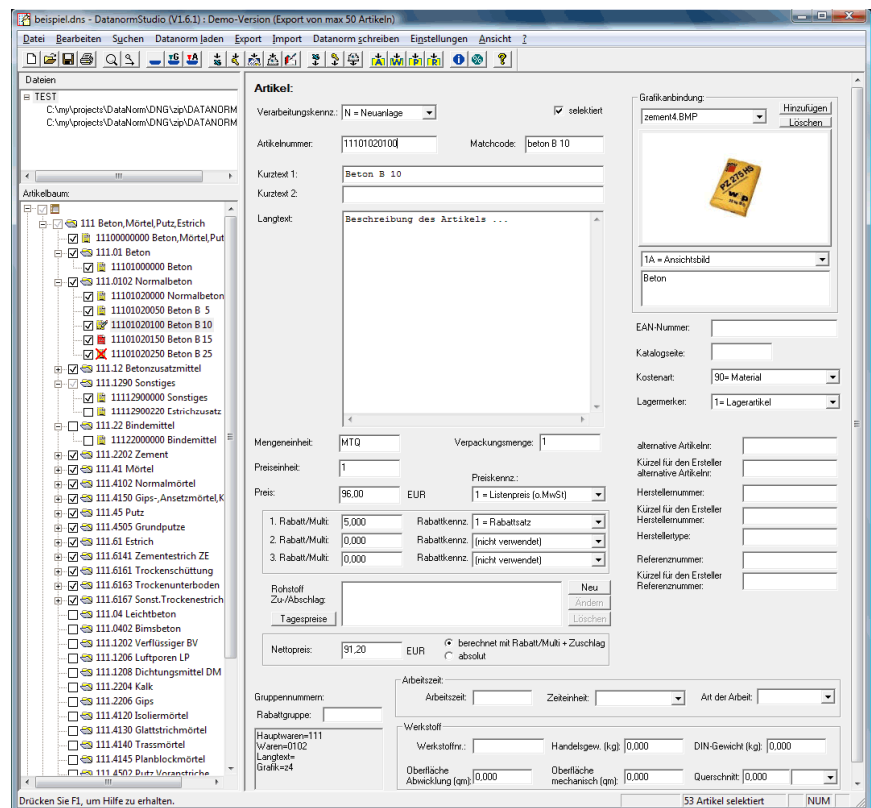 beispiel.dns - DatanormStudio (V1.6.1) : Demo-Version (Export von max 50 Artikeln)
Datei Bearbeiten Suchen Datanorm laden Export Import Datanorm schreiben Einstellungen Ansicht ?
Dateien
TEST
C:\my\projects\DataNorm\DNG\zip\DATANORM
C:\my\projects\DataNorm\DNG\zip\DATANORM
Artikelbaum:
111 Beton,Mörtel,Putz,Estrich
11100000000 Beton,Mörtel,Put
111.01 Beton
11101000000 Beton
111.0102 Normalbeton
11101020000 Normalbeton
11101020050 Beton B 5
11101020100 Beton B 10
11101020150 Beton B 15
11101020250 Beton B 25
111.12 Betonzusatzmittel
111.1290 Sonstiges
11112900000 Sonstiges
11112900220 Estrichzusatz
111.22 Bindemittel
11122000000 Bindemittel
111.2202 Zement
111.41 Mörtel
111.4102 Normalmörtel
111.4150 Gips-,Ansetzmörtel,K
111.45 Putz
111.4505 Grundputze
111.61 Estrich
111.6141 Zementestrich ZE
111.6161 Trockenschüttung
111.6163 Trockenunterboden
111.6167 Sonst.Trockenestrich
111.04 Leichtbeton
111.0402 Bimsbeton
111.1202 Verflüssiger BV
111.1206 Luftporen LP
111.1208 Dichtungsmittel DM
111.2204 Kalk
111.2206 Gips
111.4120 Isoliermörtel
111.4130 Glattstrichmörtel
111.4140 Trassmörtel
111.4145 Planblockmörtel
111.4502 Putz Voranstriche
Artikel:
Verarbeitungskennz.: N = Neuanlage selektiert
Artikelnummer: 11101020100 Matchcode: beton B 10
Kurztext 1: Beton B 10
Kurztext 2:
Langtext: Beschreibung des Artikels ...
Mengeneinheit: MTQ Verpackungsmenge: 1
Preiseinheit: 1
Preiskennz.:
Preis: 96,00 EUR 1 = Listenpreis (o.MwSt)
1. Rabatt/Multi: 5,000 Rabattkennz. 1 = Rabattsatz
2. Rabatt/Multi: 0,000 Rabattkennz. (nicht verwendet)
3. Rabatt/Multi: 0,000 Rabattkennz. (nicht verwendet)
Rohstoff
Zu-/Abschlag:
Neu
Ändern
Tagespreise
Löschen
Nettopreis: 91,20 EUR
berechnet mit Rabatt/Multi + Zuschlag
absolut
Gruppennummern:
Rabattgruppe:
Hauptwaren=111
Waren=0102
Langtext=
Grafik=z4
Arbeitszeit:
Arbeitszeit: Zeiteinheit: Art der Arbeit:
Werkstoff
Werkstoffnr.: Handelsgew. (kg): 0,000 DIN-Gewicht (kg): 0,000
Oberfläche
Abwicklung (qm): 0,000
Oberfläche
mechanisch (qm): 0,000
Querschnitt: 0,000
Grafikanbindung:
zement4.BMP
Hinzufügen
Löschen
PZ 275 HS
1A = Ansichtsbild
Beton
EAN-Nummer:
Katalogseite:
Kostenart: 90= Material
Lagermerker: 1= Lagerartikel
alternative Artikelnr:
Kürzel für den Ersteller
alternative Artikelnr:
Herstellernummer:
Kürzel für den Ersteller
Herstellernummer:
Herstellertype:
Referenznummer:
Kürzel für den Ersteller
Referenznummer:
Drücken Sie F1, um Hilfe zu erhalten.
53 Artikel selektiert
NUM